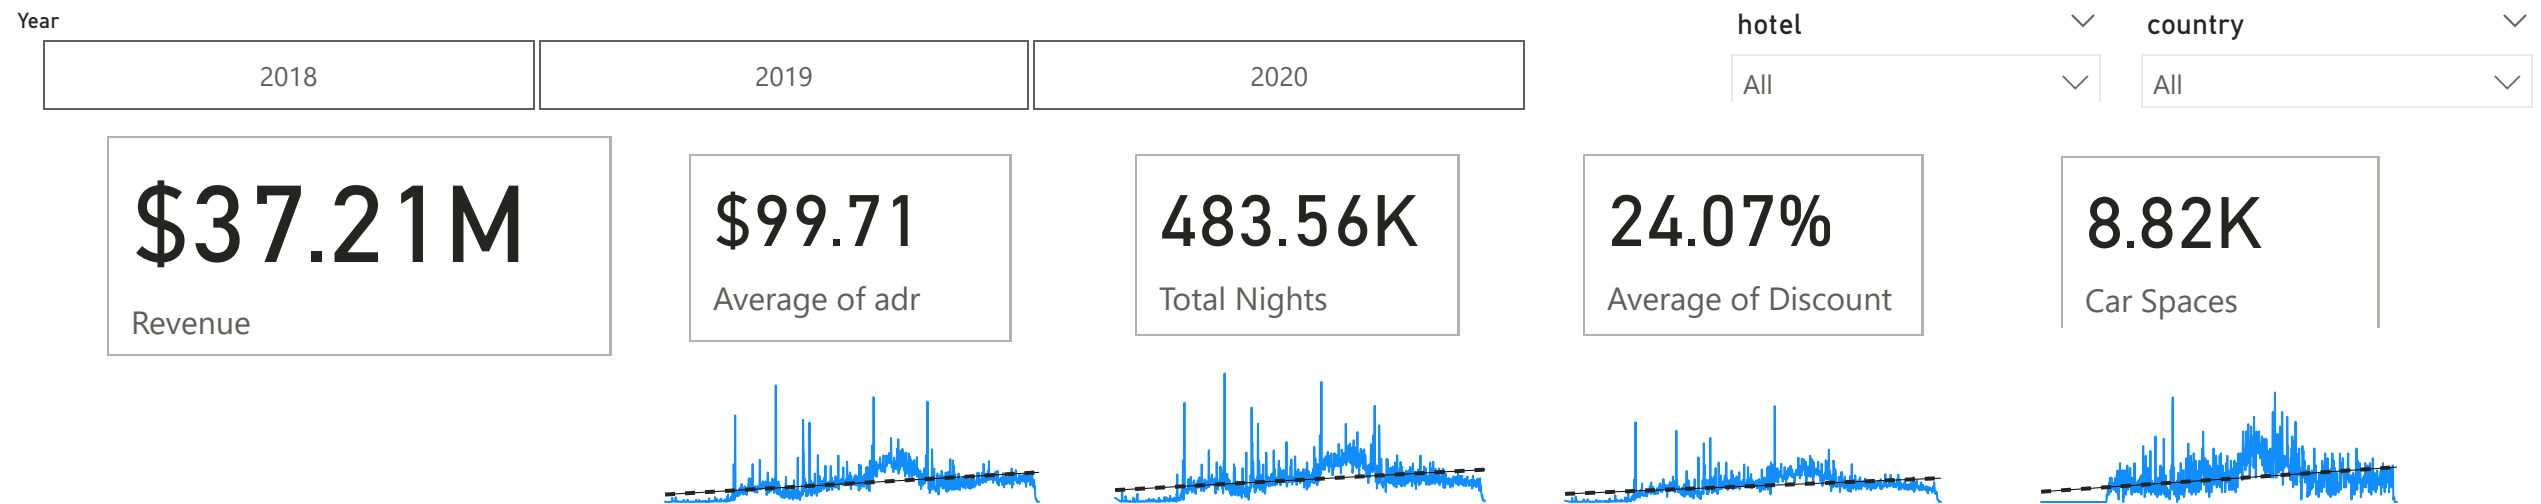 Year
2018
2019
2020
hotel
All
country
All
$37.21M
Revenue
$99.71
Average of adr
483.56K
Total Nights
24.07%
Average of Discount
8.82K
Car Spaces